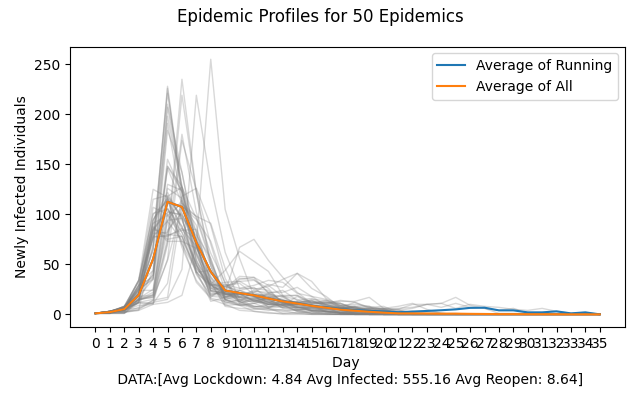 Epidemic Profiles for 50 Epidemics
Average of Running
Average of All
250
200
150
100
50
0
Newly Infected Individuals
0 1 2 3 4 5 6 7 8 9 10 11 12 13 14 15 16 17 18 19 20 21 22 23 24 25 26 27 28 29 30 31 32 33 34 35
Day
DATA:[Avg Lockdown: 4.84 Avg Infected: 555.16 Avg Reopen: 8.64]